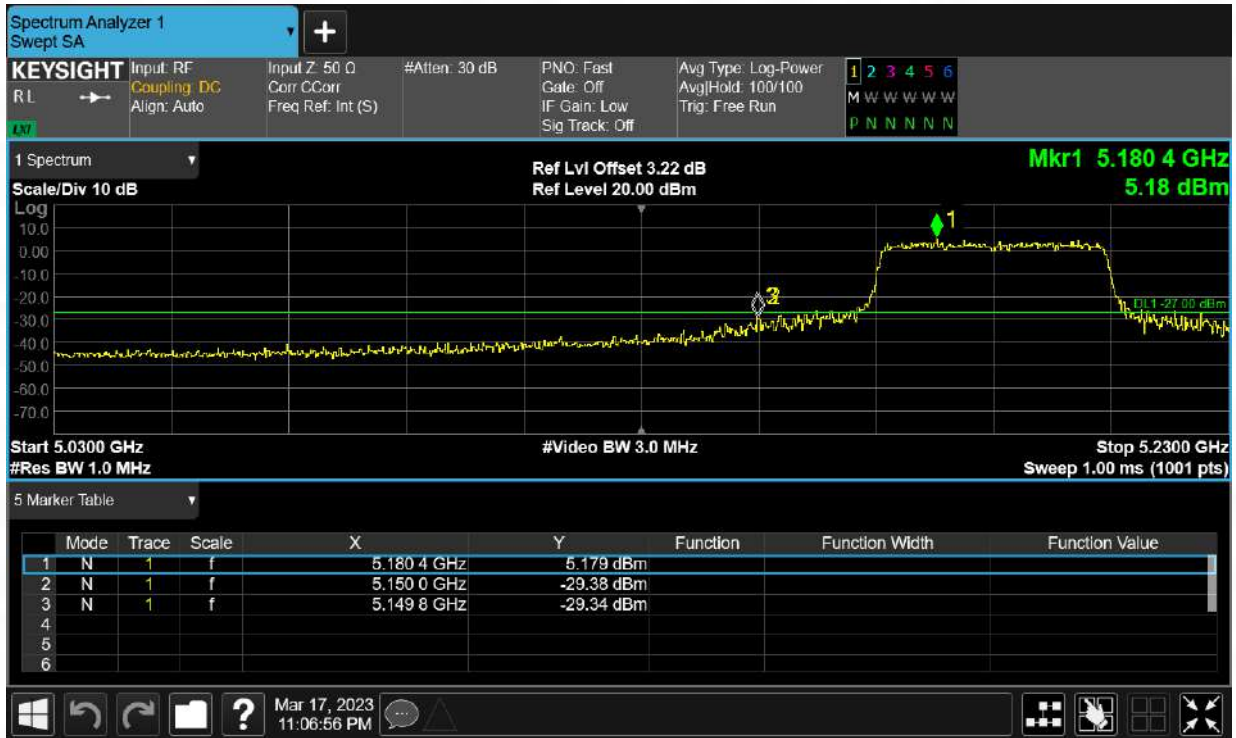 Spectrum Analyzer 1
Swept SA
+
KEYSIGHT
RL
LXI
Input: RF
Coupling: DC
Align: Auto
Input Z: 50 Ω
Corr CCorr
Freq Ref: Int (S)
#Atten: 30 dB
PNO: Fast
Gate: Off
IF Gain: Low
Sig Track: Off
Avg Type: Log-Power
Avg|Hold: 100/100
Trig: Free Run
1 2 3 4 5 6
M W W W W W
P N N N N N
1 Spectrum
Scale/Div 10 dB
Log
Ref Lvl Offset 3.22 dB
Ref Level 20.00 dBm
Mkr1 5.180 4 GHz
5.18 dBm
10.0
0.00
-10.0
-20.0
-30.0
-40.0
-50.0
-60.0
-70.0
1
DL1 -27.00 dBm
Start 5.0300 GHz
#Res BW 1.0 MHz
#Video BW 3.0 MHz
Stop 5.2300 GHz
Sweep 1.00 ms (1001 pts)
5 Marker Table
Mode Trace Scale X Y Function Function Width Function Value
1 N 1 f 5.180 4 GHz 5.179 dBm
2 N 1 f 5.150 0 GHz -29.38 dBm
3 N 1 f 5.149 8 GHz -29.34 dBm
4
5
6
?
Mar 17, 2023
11:06:56 PM